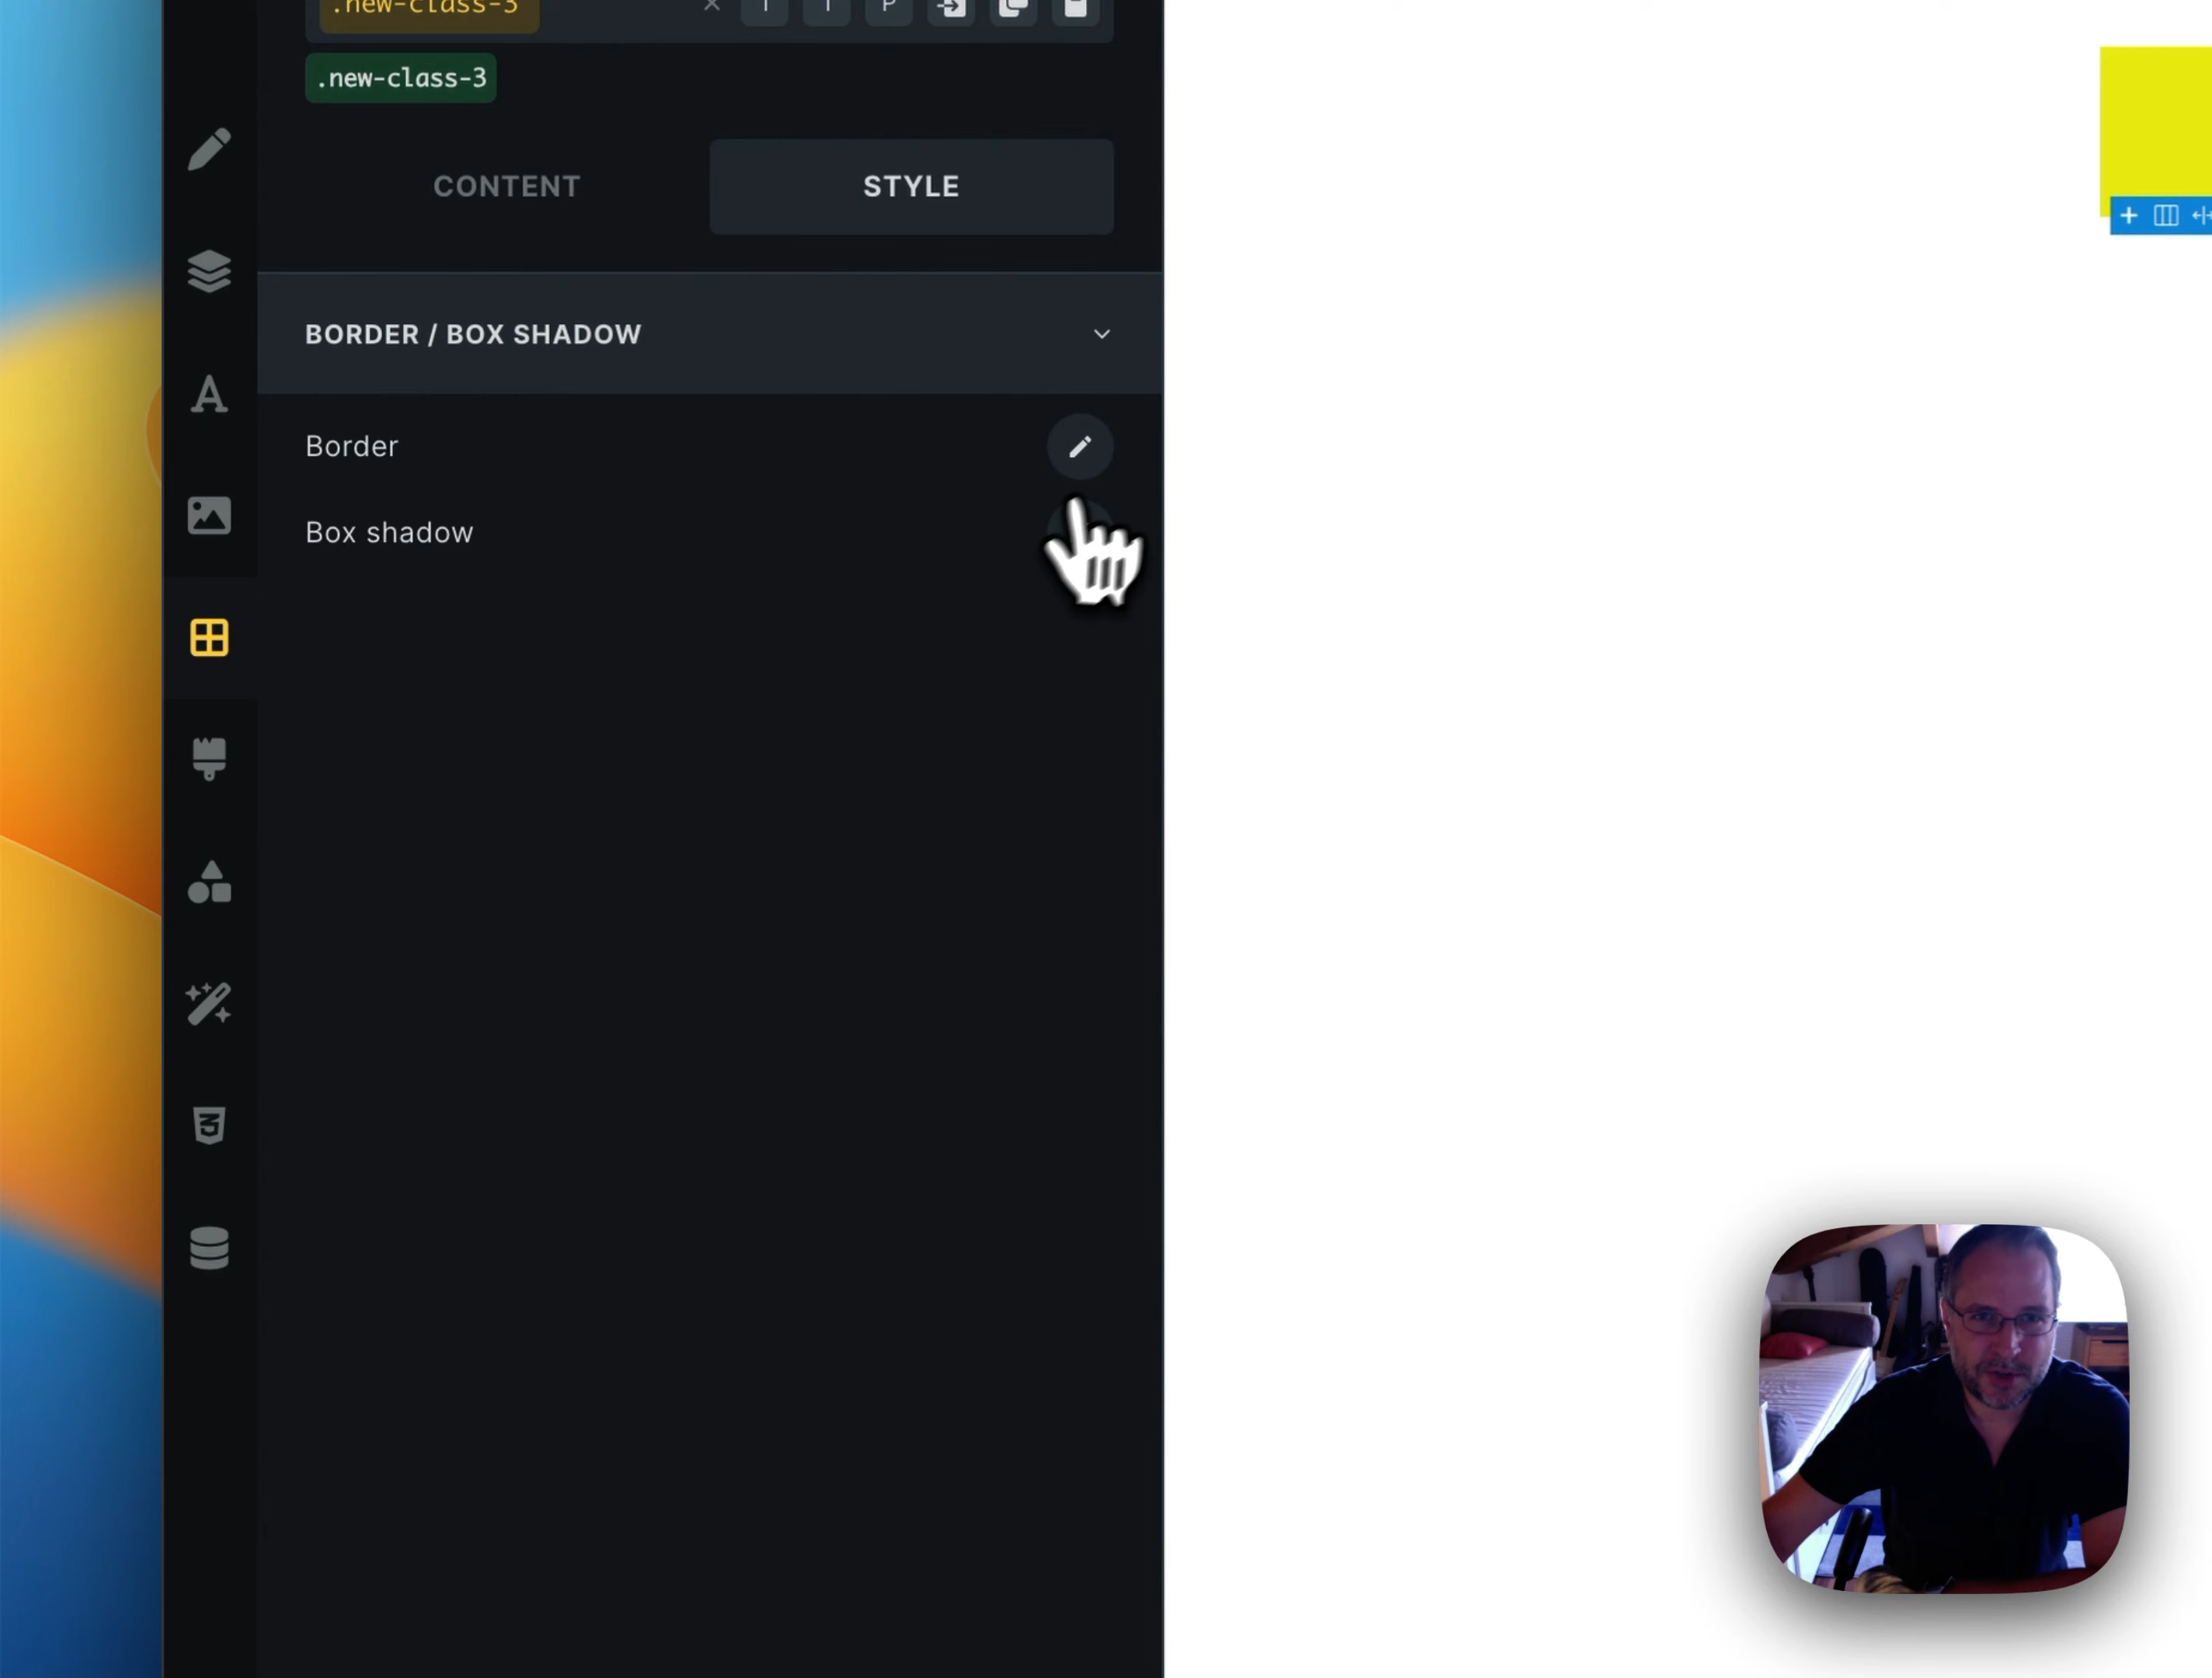 .new-class-3
P
.new-class-3
CONTENT
STYLE
BORDER / BOX SHADOW
Border
Box shadow